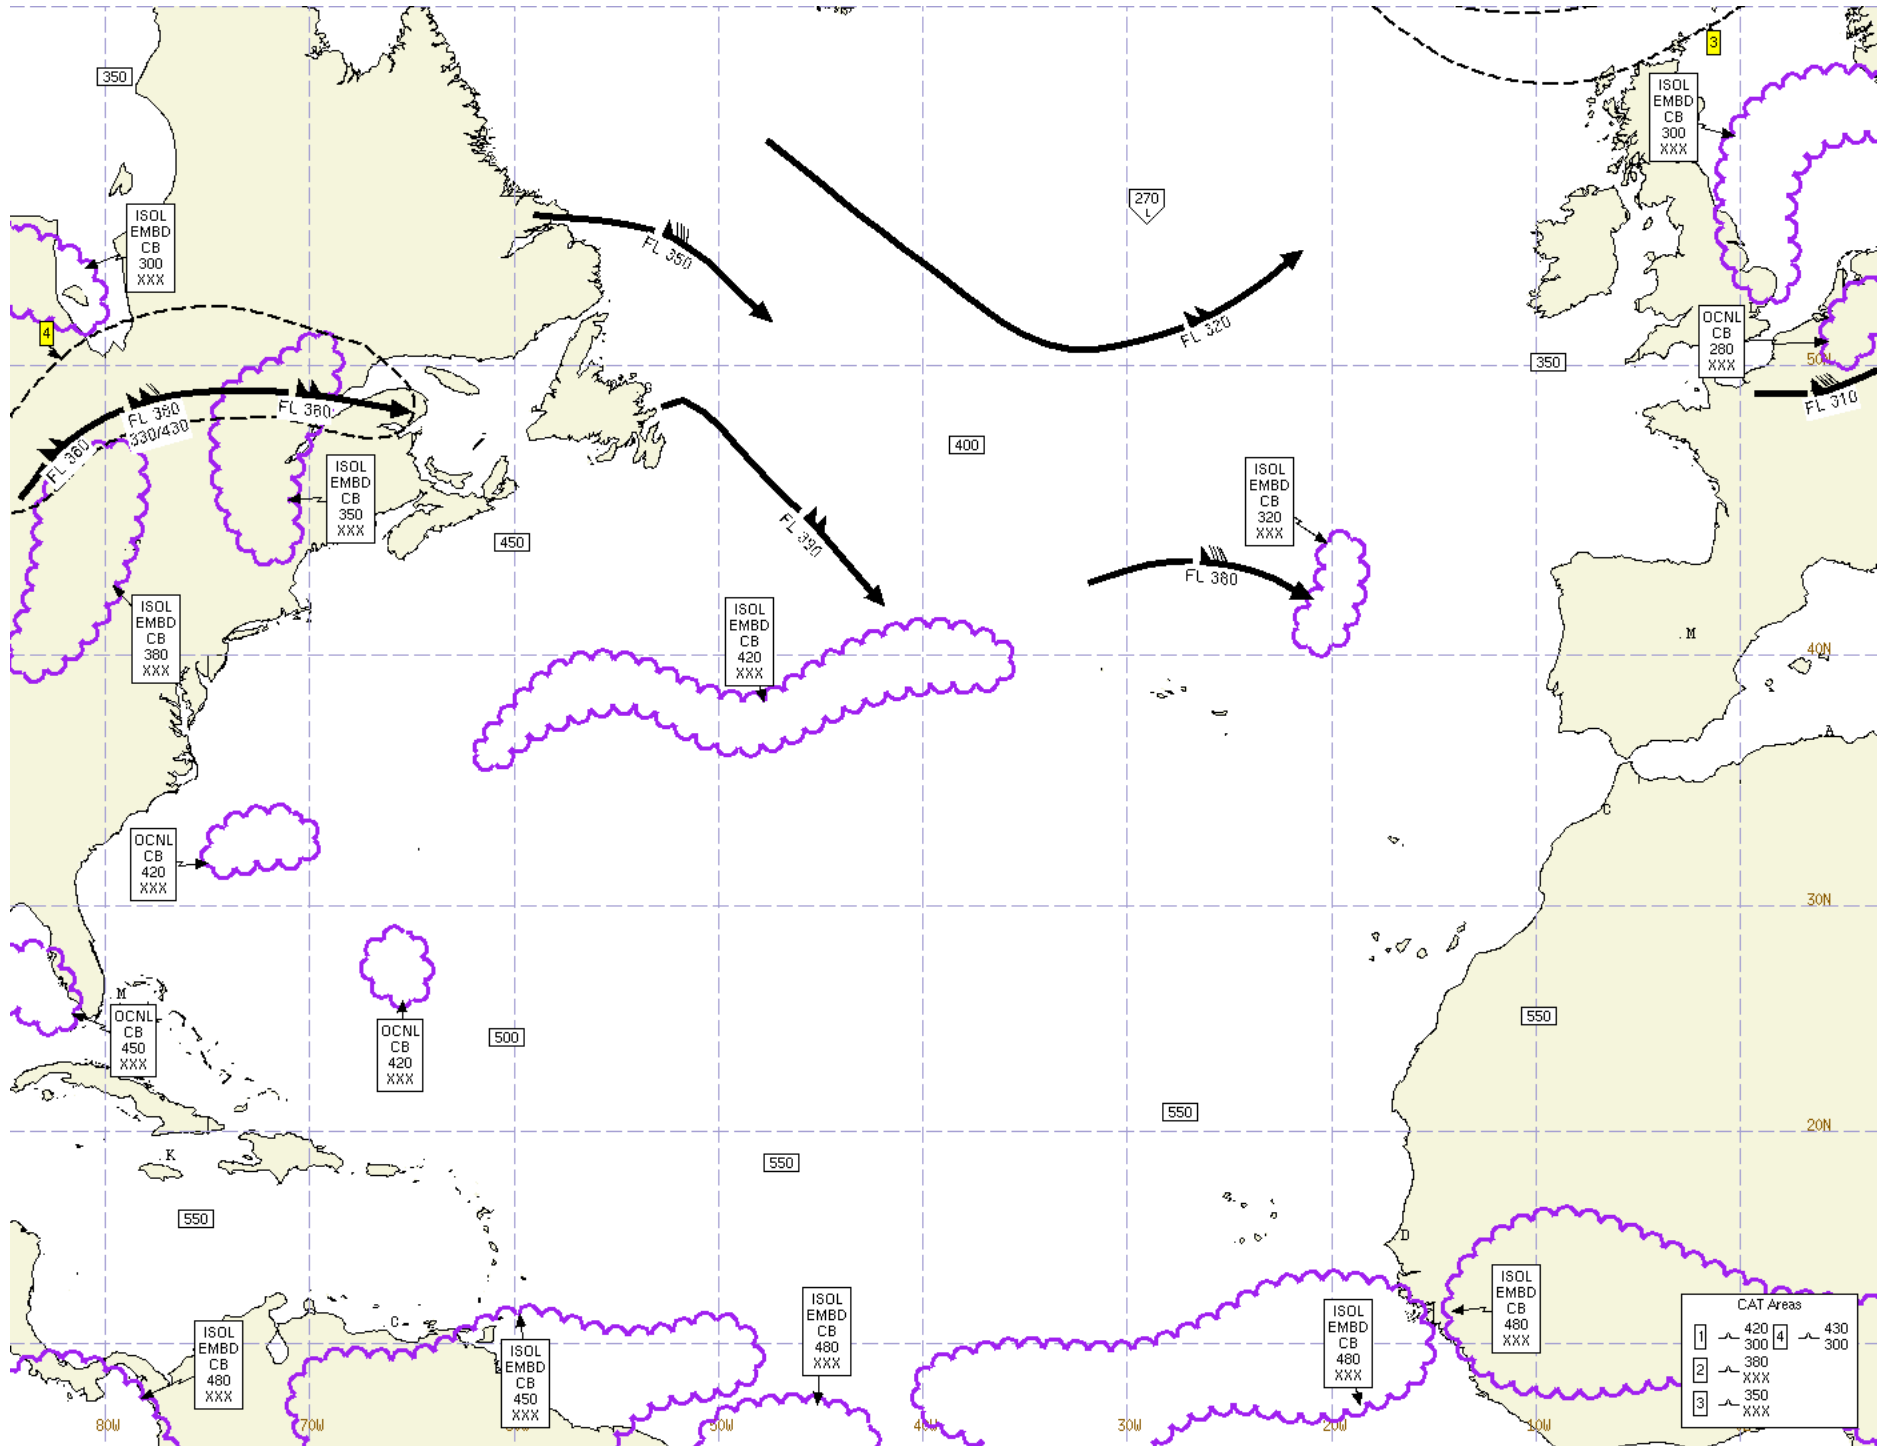 350
3
ISOL
EMBD
CB
300
XXX
ISOL
EMBD
CB
300
XXX
270
L
FL 350
FL 320
4
OCNL
CB
280
XXX
350
50N
FL 310
FL 380
330/430
FL 380
FL 360
400
450
ISOL
EMBD
CB
350
XXX
ISOL
EMBD
CB
320
XXX
FL 390
FL 380
ISOL
EMBD
CB
380
XXX
ISOL
EMBD
CB
420
XXX
M
40N
A
C
OCNL
CB
420
XXX
30N
M
OCNL
CB
450
XXX
OCNL
CB
420
XXX
500
550
550
20N
K
550
550
D
C
ISOL
EMBD
CB
480
XXX
ISOL
EMBD
CB
450
XXX
ISOL
EMBD
CB
480
XXX
ISOL
EMBD
CB
480
XXX
ISOL
EMBD
CB
480
XXX
CAT Areas
1 420 300
4 430 300
2 380 XXX
3 350 XXX
80W 70W 50W 40W 30W 20W 10W